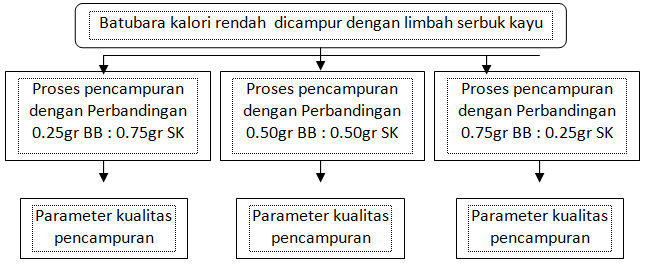 Batubara kalori rendah  dicampur dengan limbah serbuk kayu
Proses pencampuran
dengan Perbandingan
0.25gr BB : 0.75gr SK
Proses pencampuran
dengan Perbandingan
0.50gr BB : 0.50gr SK
Proses pencampuran
dengan Perbandingan
0.75gr BB : 0.25gr SK
Parameter kualitas
pencampuran
Parameter kualitas
pencampuran
Parameter kualitas
pencampuran